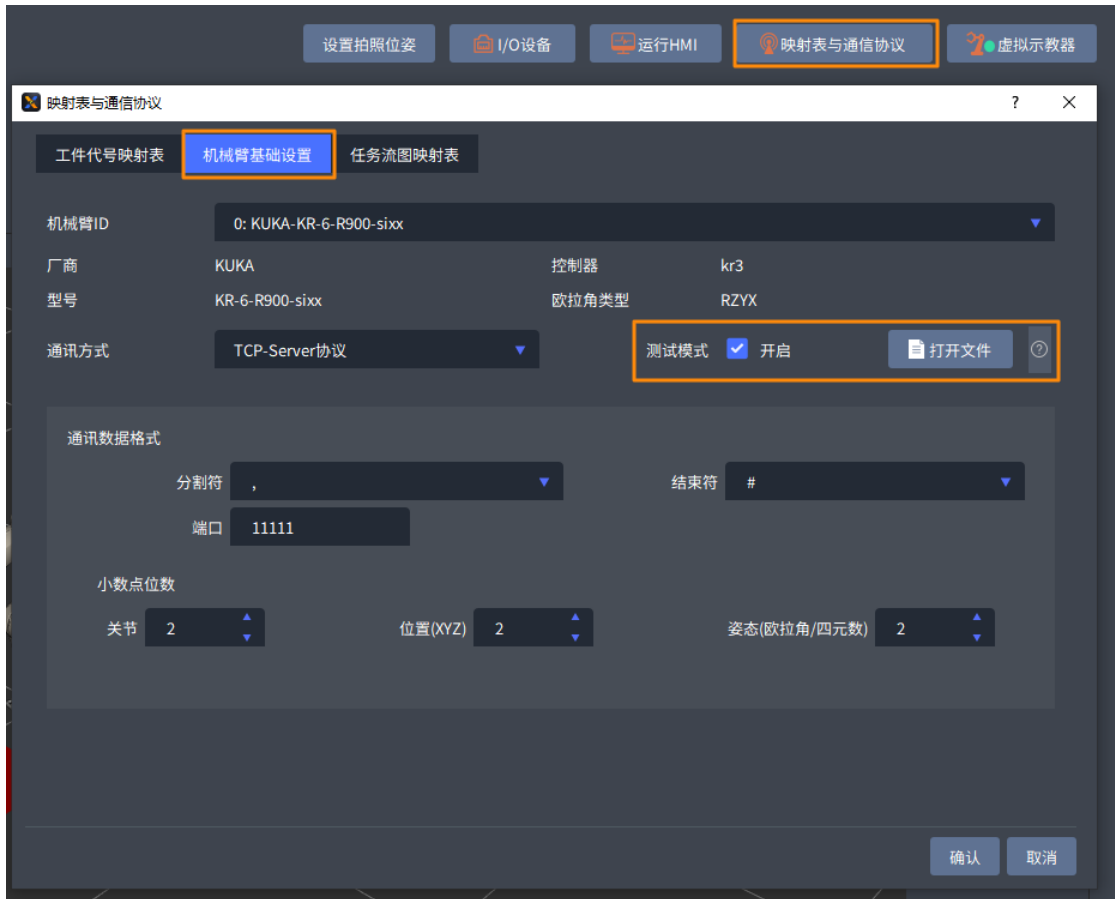 设置拍照位姿 I/O设备 运行HMI 映射表与通信协议 虚拟示教器
映射表与通信协议 ? ×
工件代号映射表 机械臂基础设置 任务流图映射表
机械臂ID 0: KUKA-KR-6-R900-sixx
厂商 KUKA 控制器 kr3
型号 KR-6-R900-sixx 欧拉角类型 RZYX
通讯方式 TCP-Server协议 测试模式 开启 打开文件 ?
通讯数据格式
分割符 , 结束符 #
端口 11111
小数点位数
关节 2 位置(XYZ) 2 姿态(欧拉角/四元数) 2
确认 取消